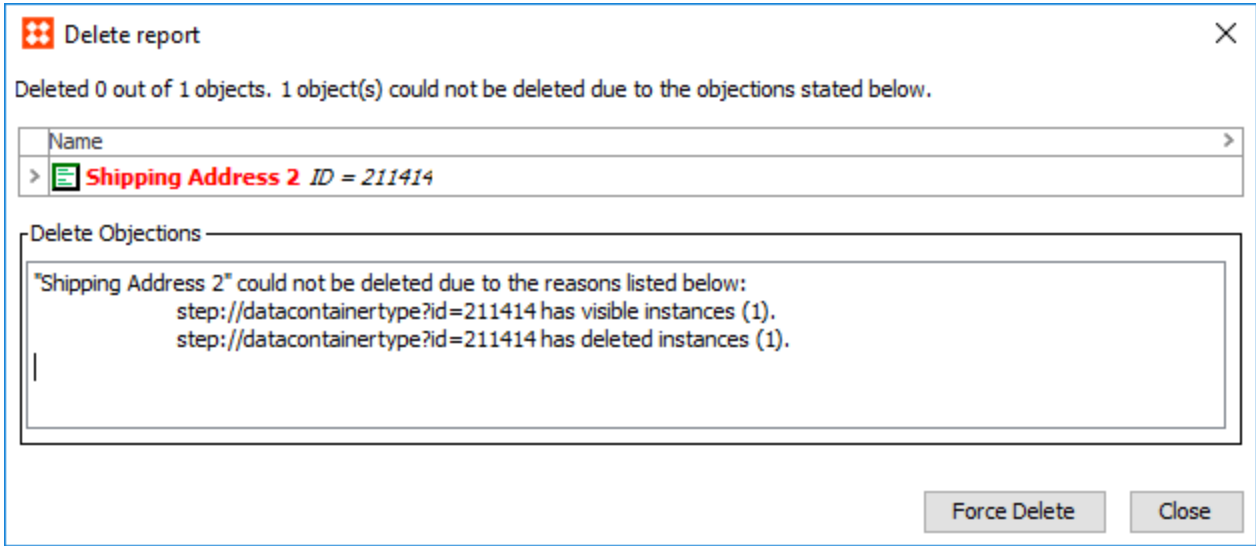 Delete report
Deleted 0 out of 1 objects. 1 object(s) could not be deleted due to the objections stated below.
Name
Shipping Address 2 ID = 211414
Delete Objections
"Shipping Address 2" could not be deleted due to the reasons listed below:
step://datacontainertype?id=211414 has visible instances (1).
step://datacontainertype?id=211414 has deleted instances (1).
Force Delete Close